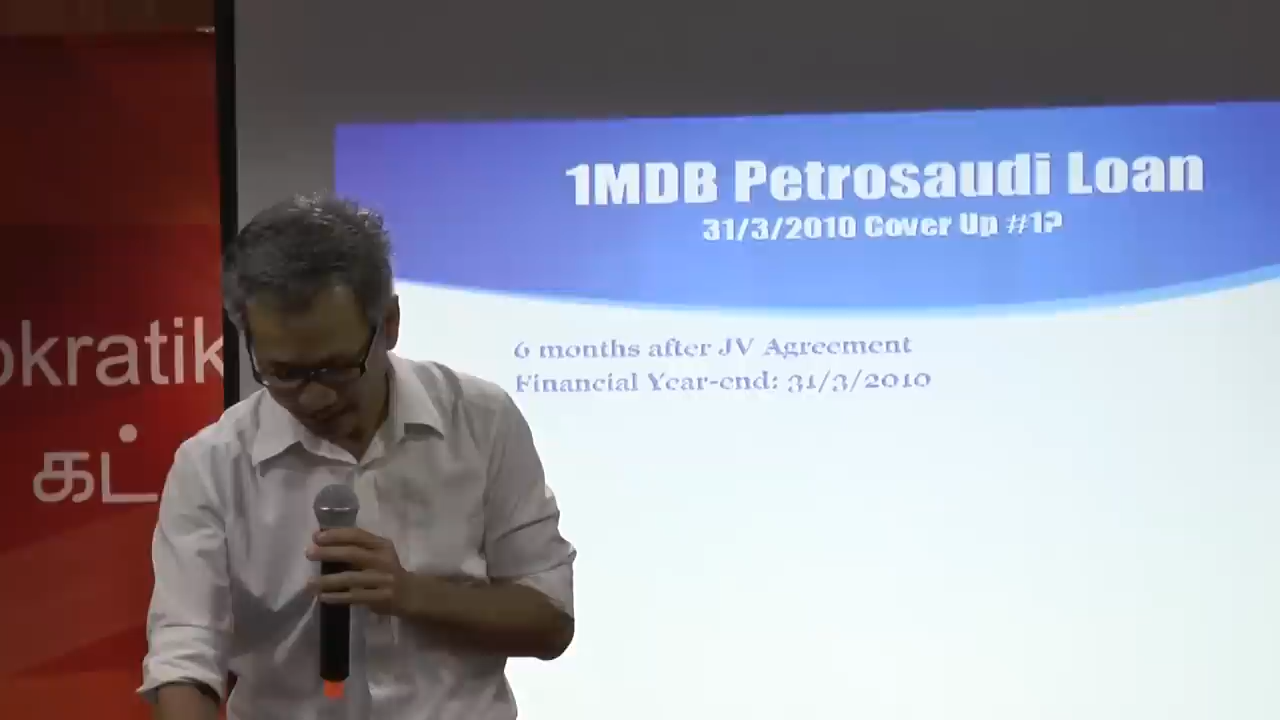 1MDB Petrosaudi Loan
31/3/2010 Cover Up #1?
6 months after JV Agreement
Financial Year-end: 31/3/2010
okratik
கட்